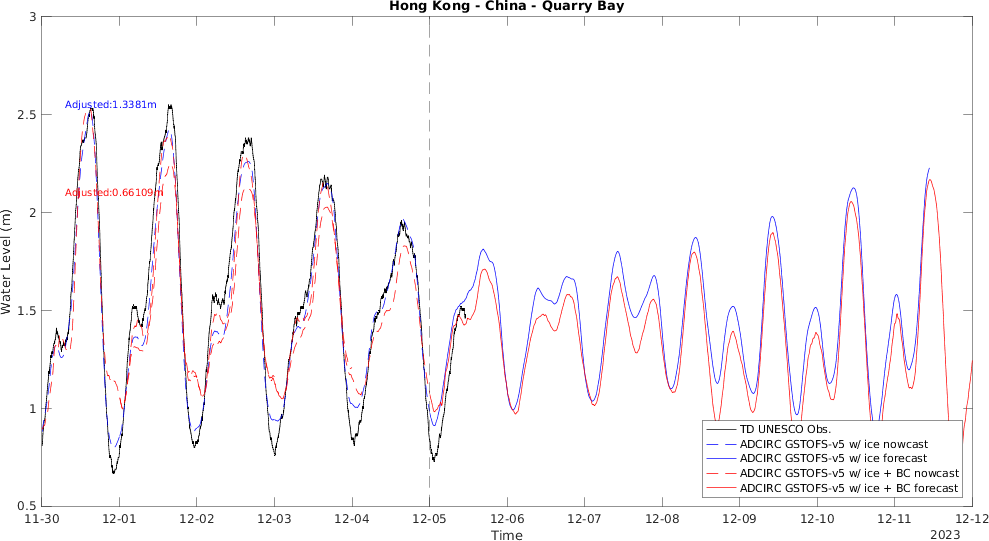 Hong Kong - China - Quarry Bay
3
2.5
2
1.5
1
0.5
Water Level (m)
Adjusted:1.3381m
Adjusted:0.66109m
TD UNESCO Obs.
ADCIRC GSTOFS-v5 w/ ice nowcast
ADCIRC GSTOFS-v5 w/ ice forecast
ADCIRC GSTOFS-v5 w/ ice + BC nowcast
ADCIRC GSTOFS-v5 w/ ice + BC forecast
11-30 12-01 12-02 12-03 12-04 12-05 12-06 12-07 12-08 12-09 12-10 12-11 12-12
Time
2023